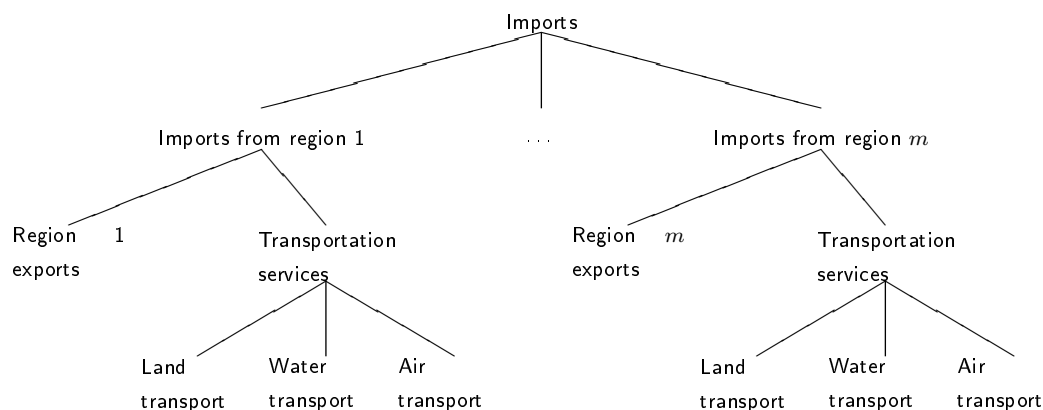 Imports
Imports from region 1
. . .
Imports from region m
Region 1
exports
Transportation
services
Region m
exports
Transportation
services
Land
transport
Water
transport
Air
transport
Land
transport
Water
transport
Air
transport